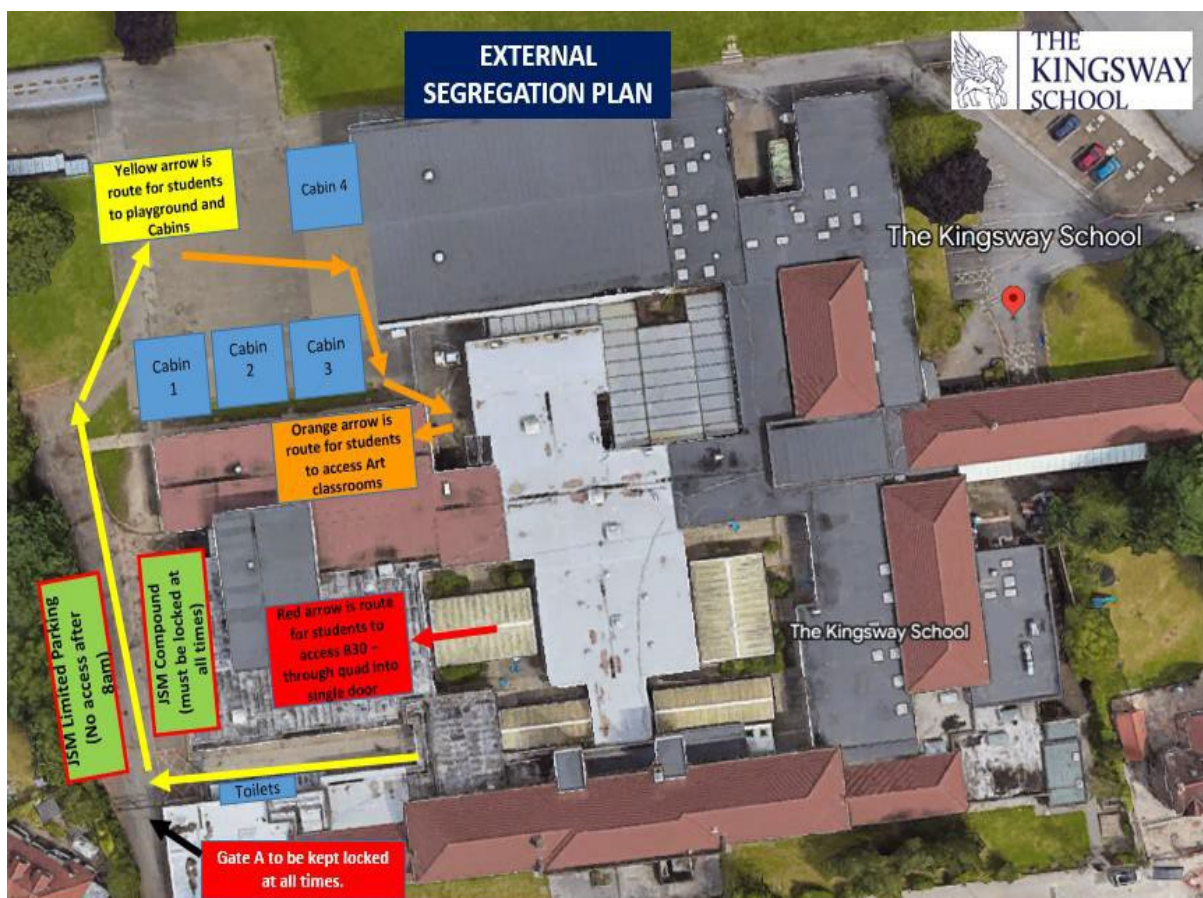 EXTERNAL
SEGREGATION PLAN
THE
KINGSWAY
SCHOOL
Yellow arrow is
route for students
to playground and
Cabins
Cabin 4
The Kingsway School
Cabin
1
Cabin
2
Cabin
3
Orange arrow is
route for students
to access Art
classrooms
JSM Limited Parking
(No access after
8am)
JSM Compound
(must be locked at
all times)
Red arrow is route
for students to
access B30 –
through quad into
single door
The Kingsway School
Toilets
Gate A to be kept locked
at all times.